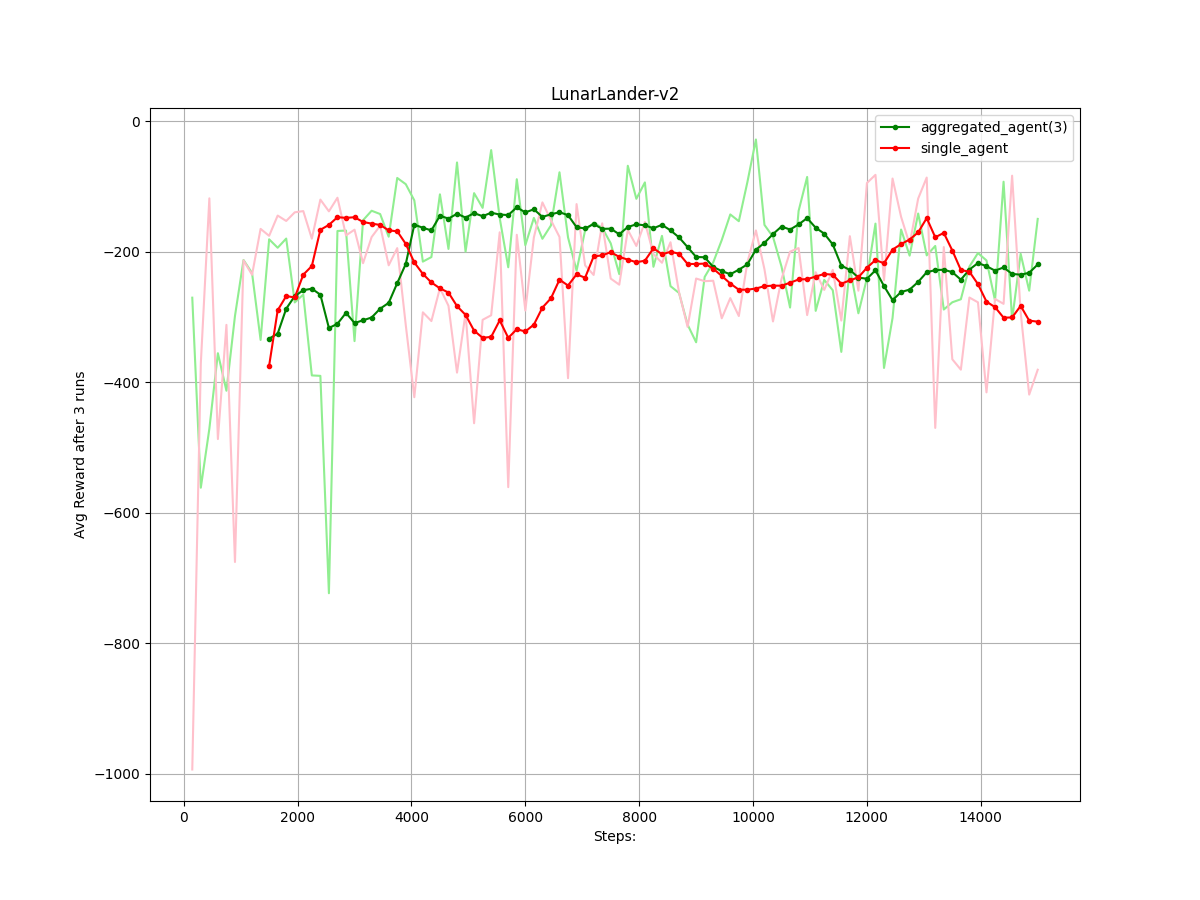 LunarLander-v2
aggregated_agent(3)
single_agent
0
−200
−400
−600
−800
−1000
Avg Reward after 3 runs
0 2000 4000 6000 8000 10000 12000 14000
Steps: